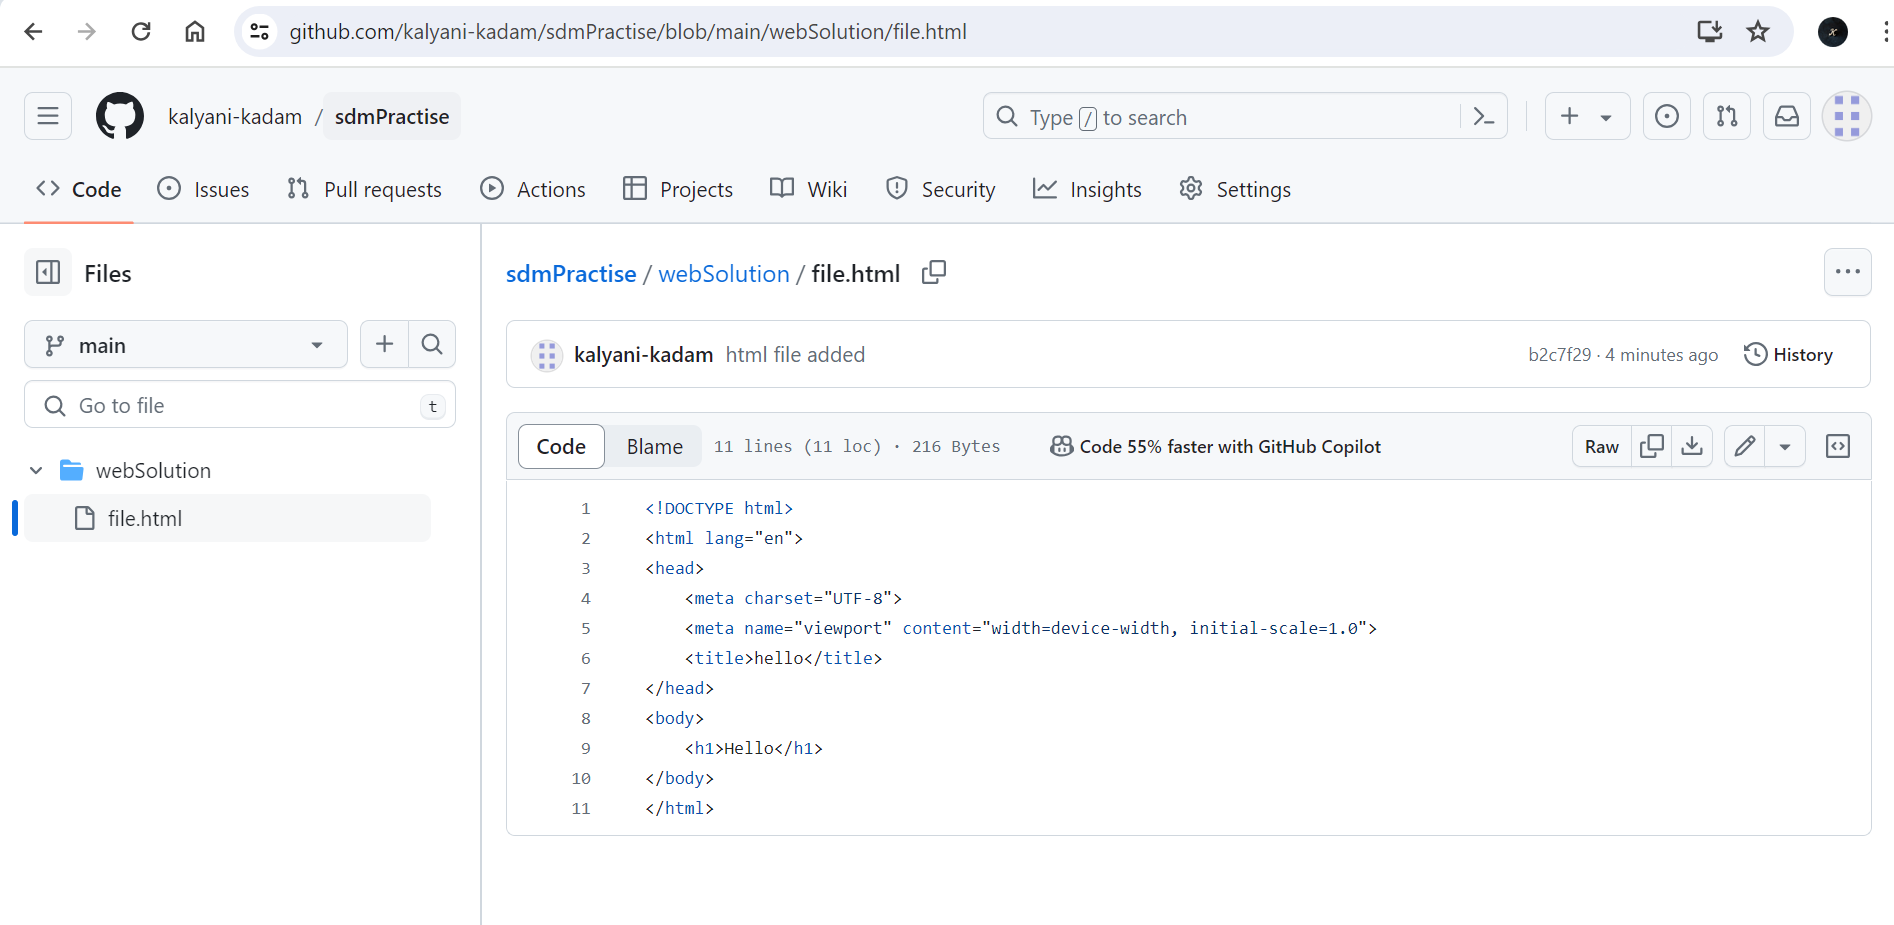 github.com/kalyani-kadam/sdmPractise/blob/main/webSolution/file.html
kalyani-kadam / sdmPractise
Type / to search
Code Issues Pull requests Actions Projects Wiki Security Insights Settings
Files
main
Go to file t
webSolution
file.html
sdmPractise / webSolution / file.html
kalyani-kadam html file added b2c7f29 · 4 minutes ago History
Code Blame 11 lines (11 loc) · 216 Bytes Code 55% faster with GitHub Copilot Raw
1 <!DOCTYPE html>
2 <html lang="en">
3 <head>
4 <meta charset="UTF-8">
5 <meta name="viewport" content="width=device-width, initial-scale=1.0">
6 <title>hello</title>
7 </head>
8 <body>
9 <h1>Hello</h1>
10 </body>
11 </html>